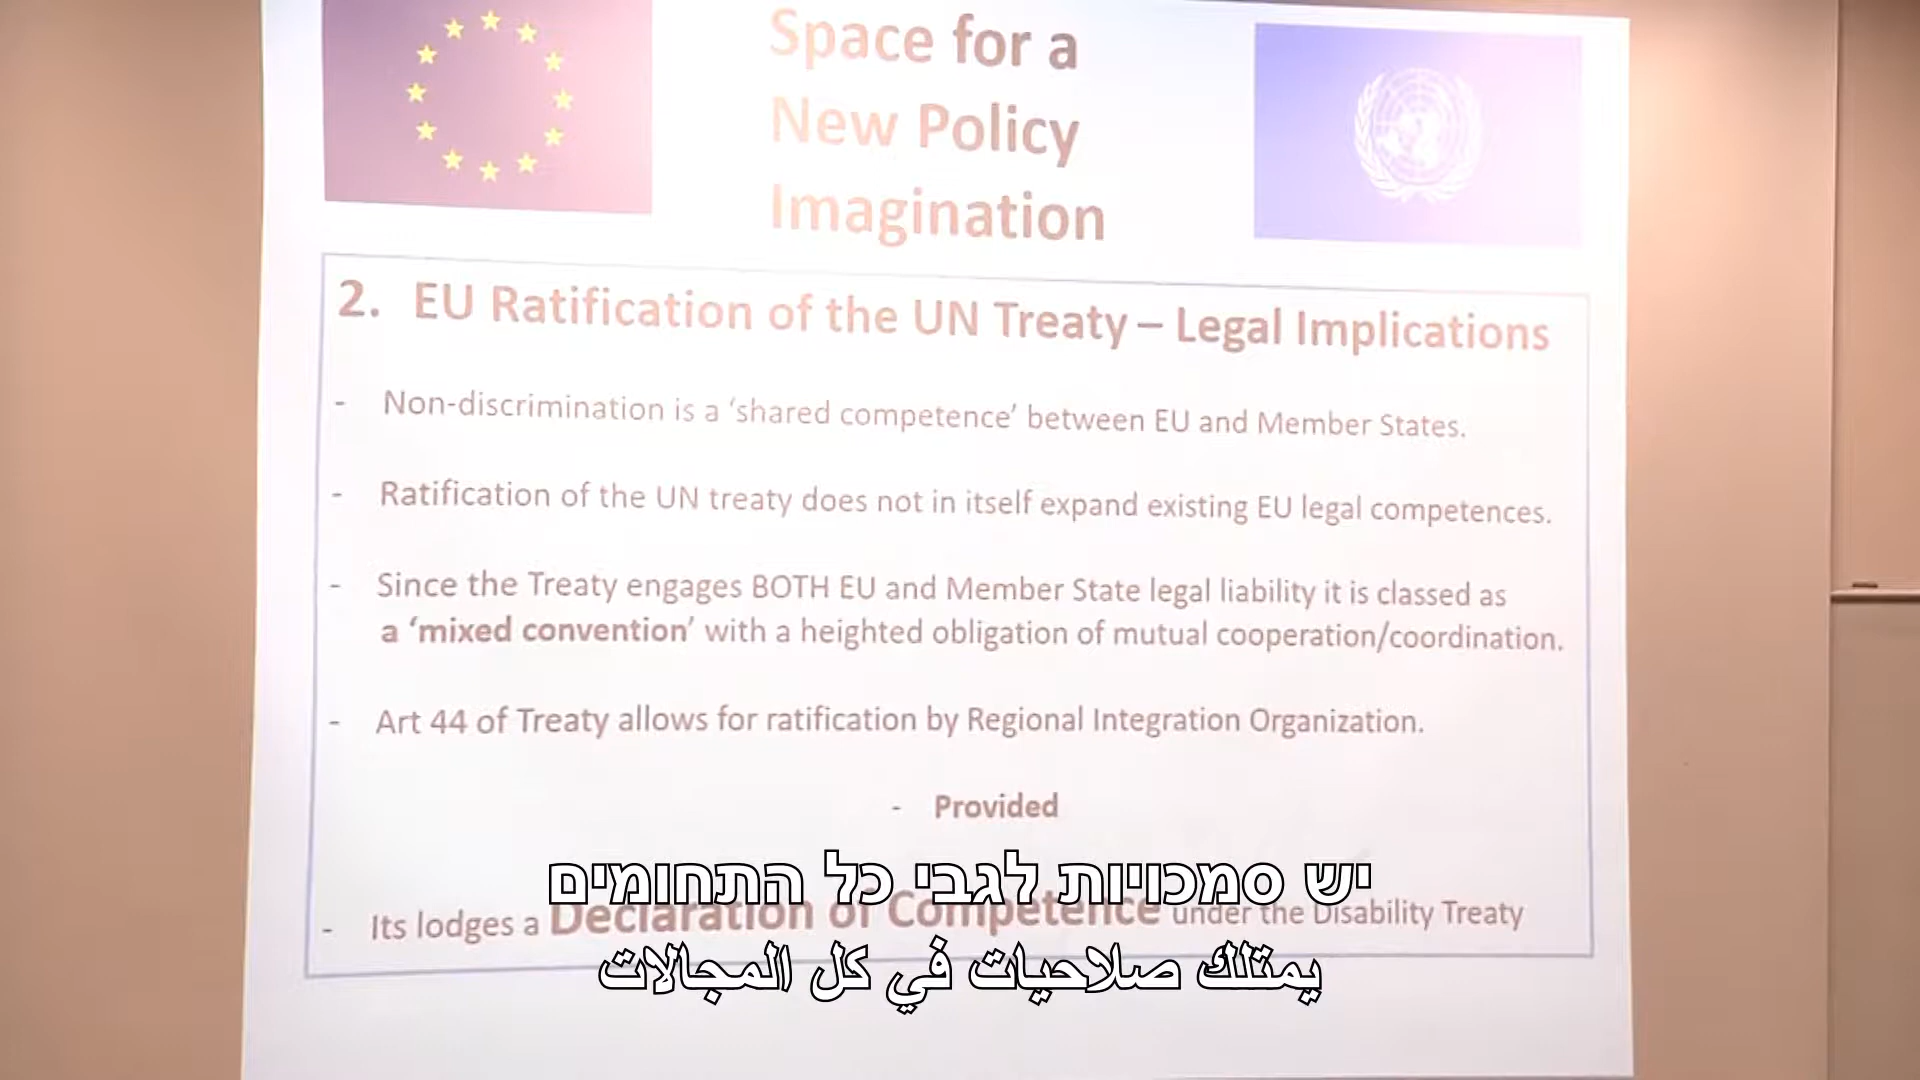 Space for a
New Policy
Imagination
2. EU Ratification of the UN Treaty – Legal Implications
- Non-discrimination is a ‘shared competence’ between EU and Member States.
- Ratification of the UN treaty does not in itself expand existing EU legal competences.
- Since the Treaty engages BOTH EU and Member State legal liability it is classed as
a ‘mixed convention’ with a heighted obligation of mutual cooperation/coordination.
- Art 44 of Treaty allows for ratification by Regional Integration Organization.
- Provided
- Its lodges a Declaration of Competence under the Disability Treaty
יש סמכויות לגבי כל התחומים
يمتلك صلاحيات في كل المجالات